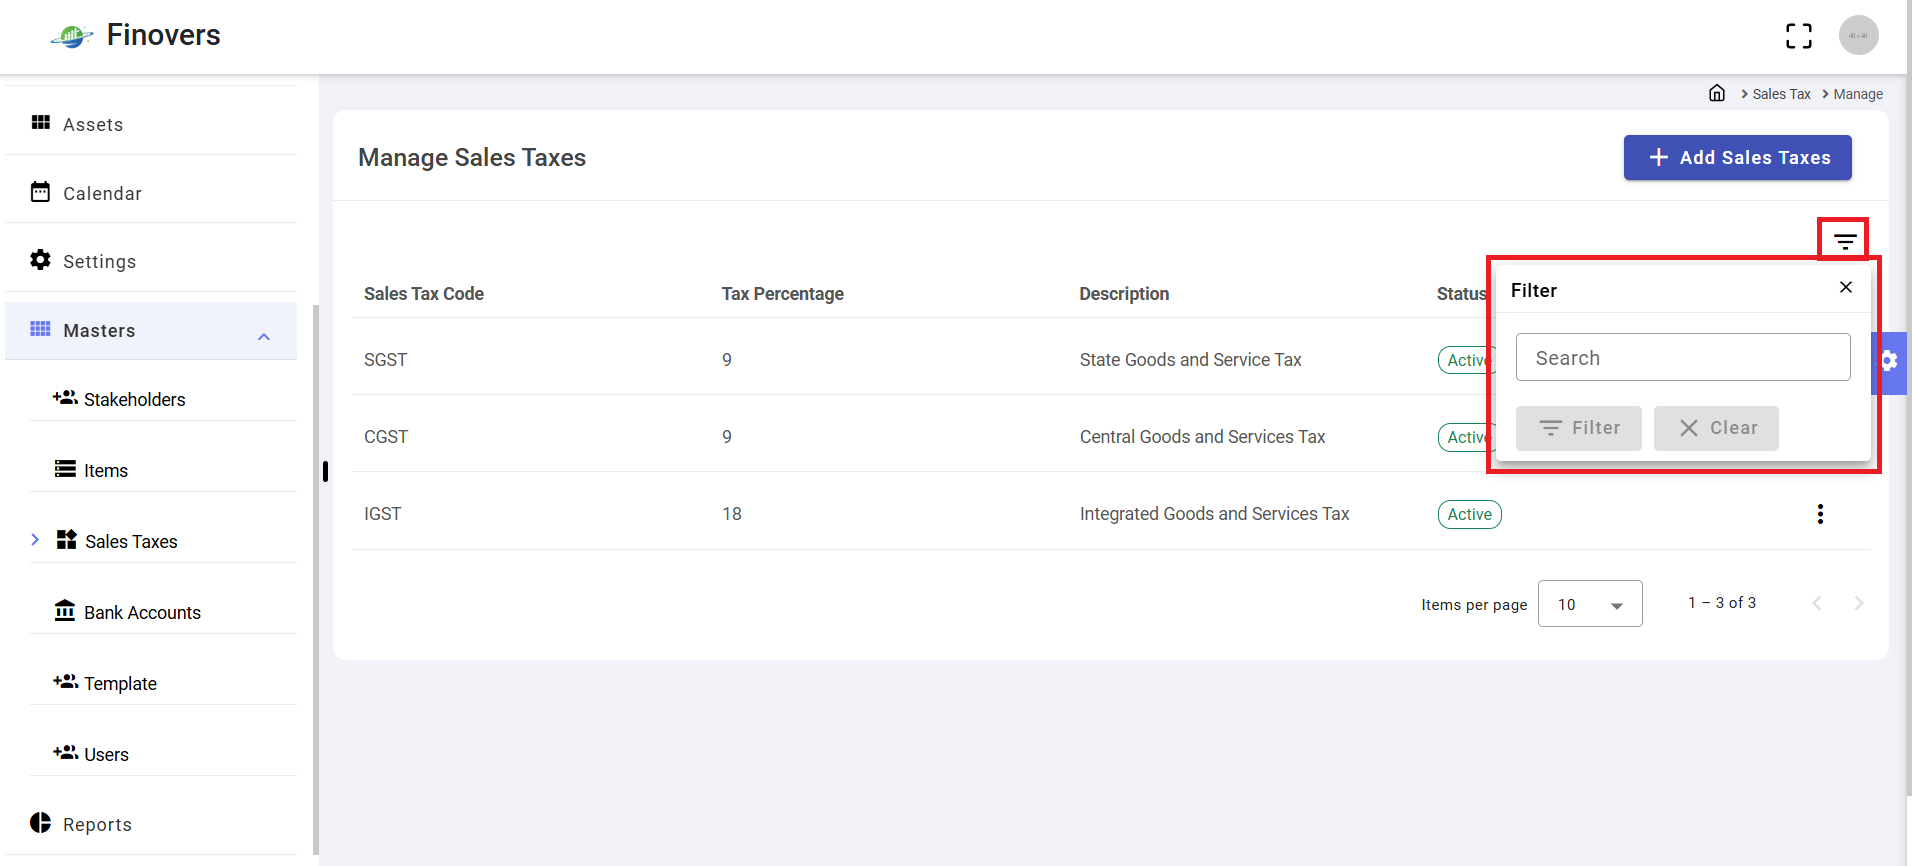 Finovers
Sales Tax
Manage
Assets
Calendar
Settings
Masters
Stakeholders
Items
Sales Taxes
Bank Accounts
Template
Users
Reports
Manage Sales Taxes
Add Sales Taxes
Sales Tax Code Tax Percentage Description Status
SGST 9 State Goods and Service Tax Active
CGST 9 Central Goods and Services Tax Active
IGST 18 Integrated Goods and Services Tax Active
Filter
Search
Filter Clear
Items per page 10 1 – 3 of 3